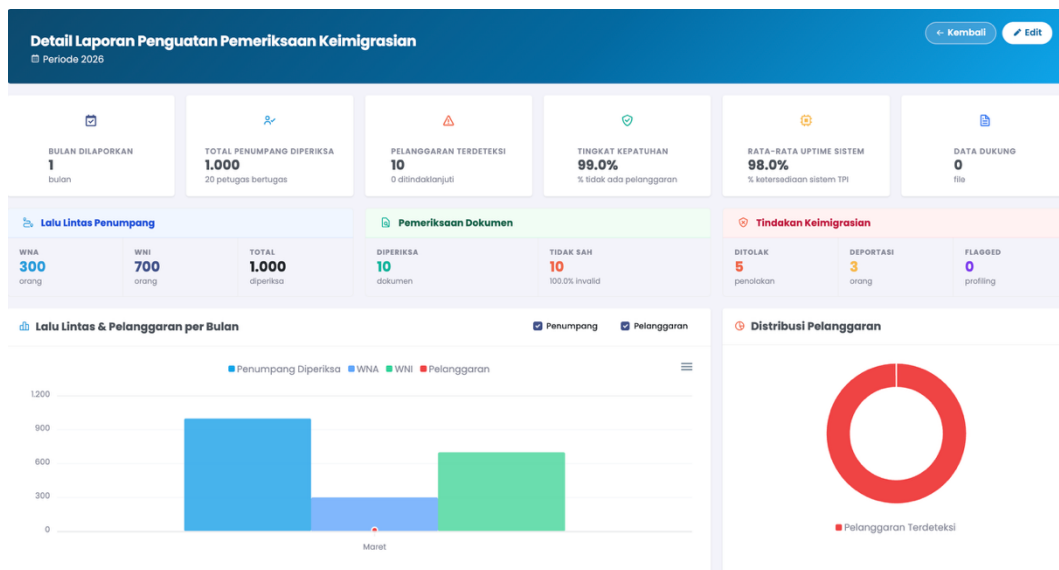 Detail Laporan Penguatan Pemeriksaan Keimigrasian
Periode 2026
← Kembali
Edit
BULAN DILAPORKAN
1
bulan
TOTAL PENUMPANG DIPERIKSA
1.000
20 petugas bertugas
PELANGGARAN TERDETEKSI
10
0 ditindaklanjuti
TINGKAT KEPATUHAN
99.0%
% tidak ada pelanggaran
RATA-RATA UPTIME SISTEM
98.0%
% ketersediaan sistem TPI
DATA DUKUNG
0
file
Lalu Lintas Penumpang
WNA
300
orang
WNI
700
orang
TOTAL
1.000
diperiksa
Pemeriksaan Dokumen
DIPERIKSA
10
dokumen
TIDAK SAH
10
100.0% invalid
Tindakan Keimigrasian
DITOLAK
5
penolakan
DEPORTASI
3
orang
FLAGGED
0
profiling
Lalu Lintas & Pelanggaran per Bulan
Penumpang
Pelanggaran
Penumpang Diperiksa WNA WNI Pelanggaran
1.200
900
600
300
0
Maret
Distribusi Pelanggaran
Pelanggaran Terdeteksi